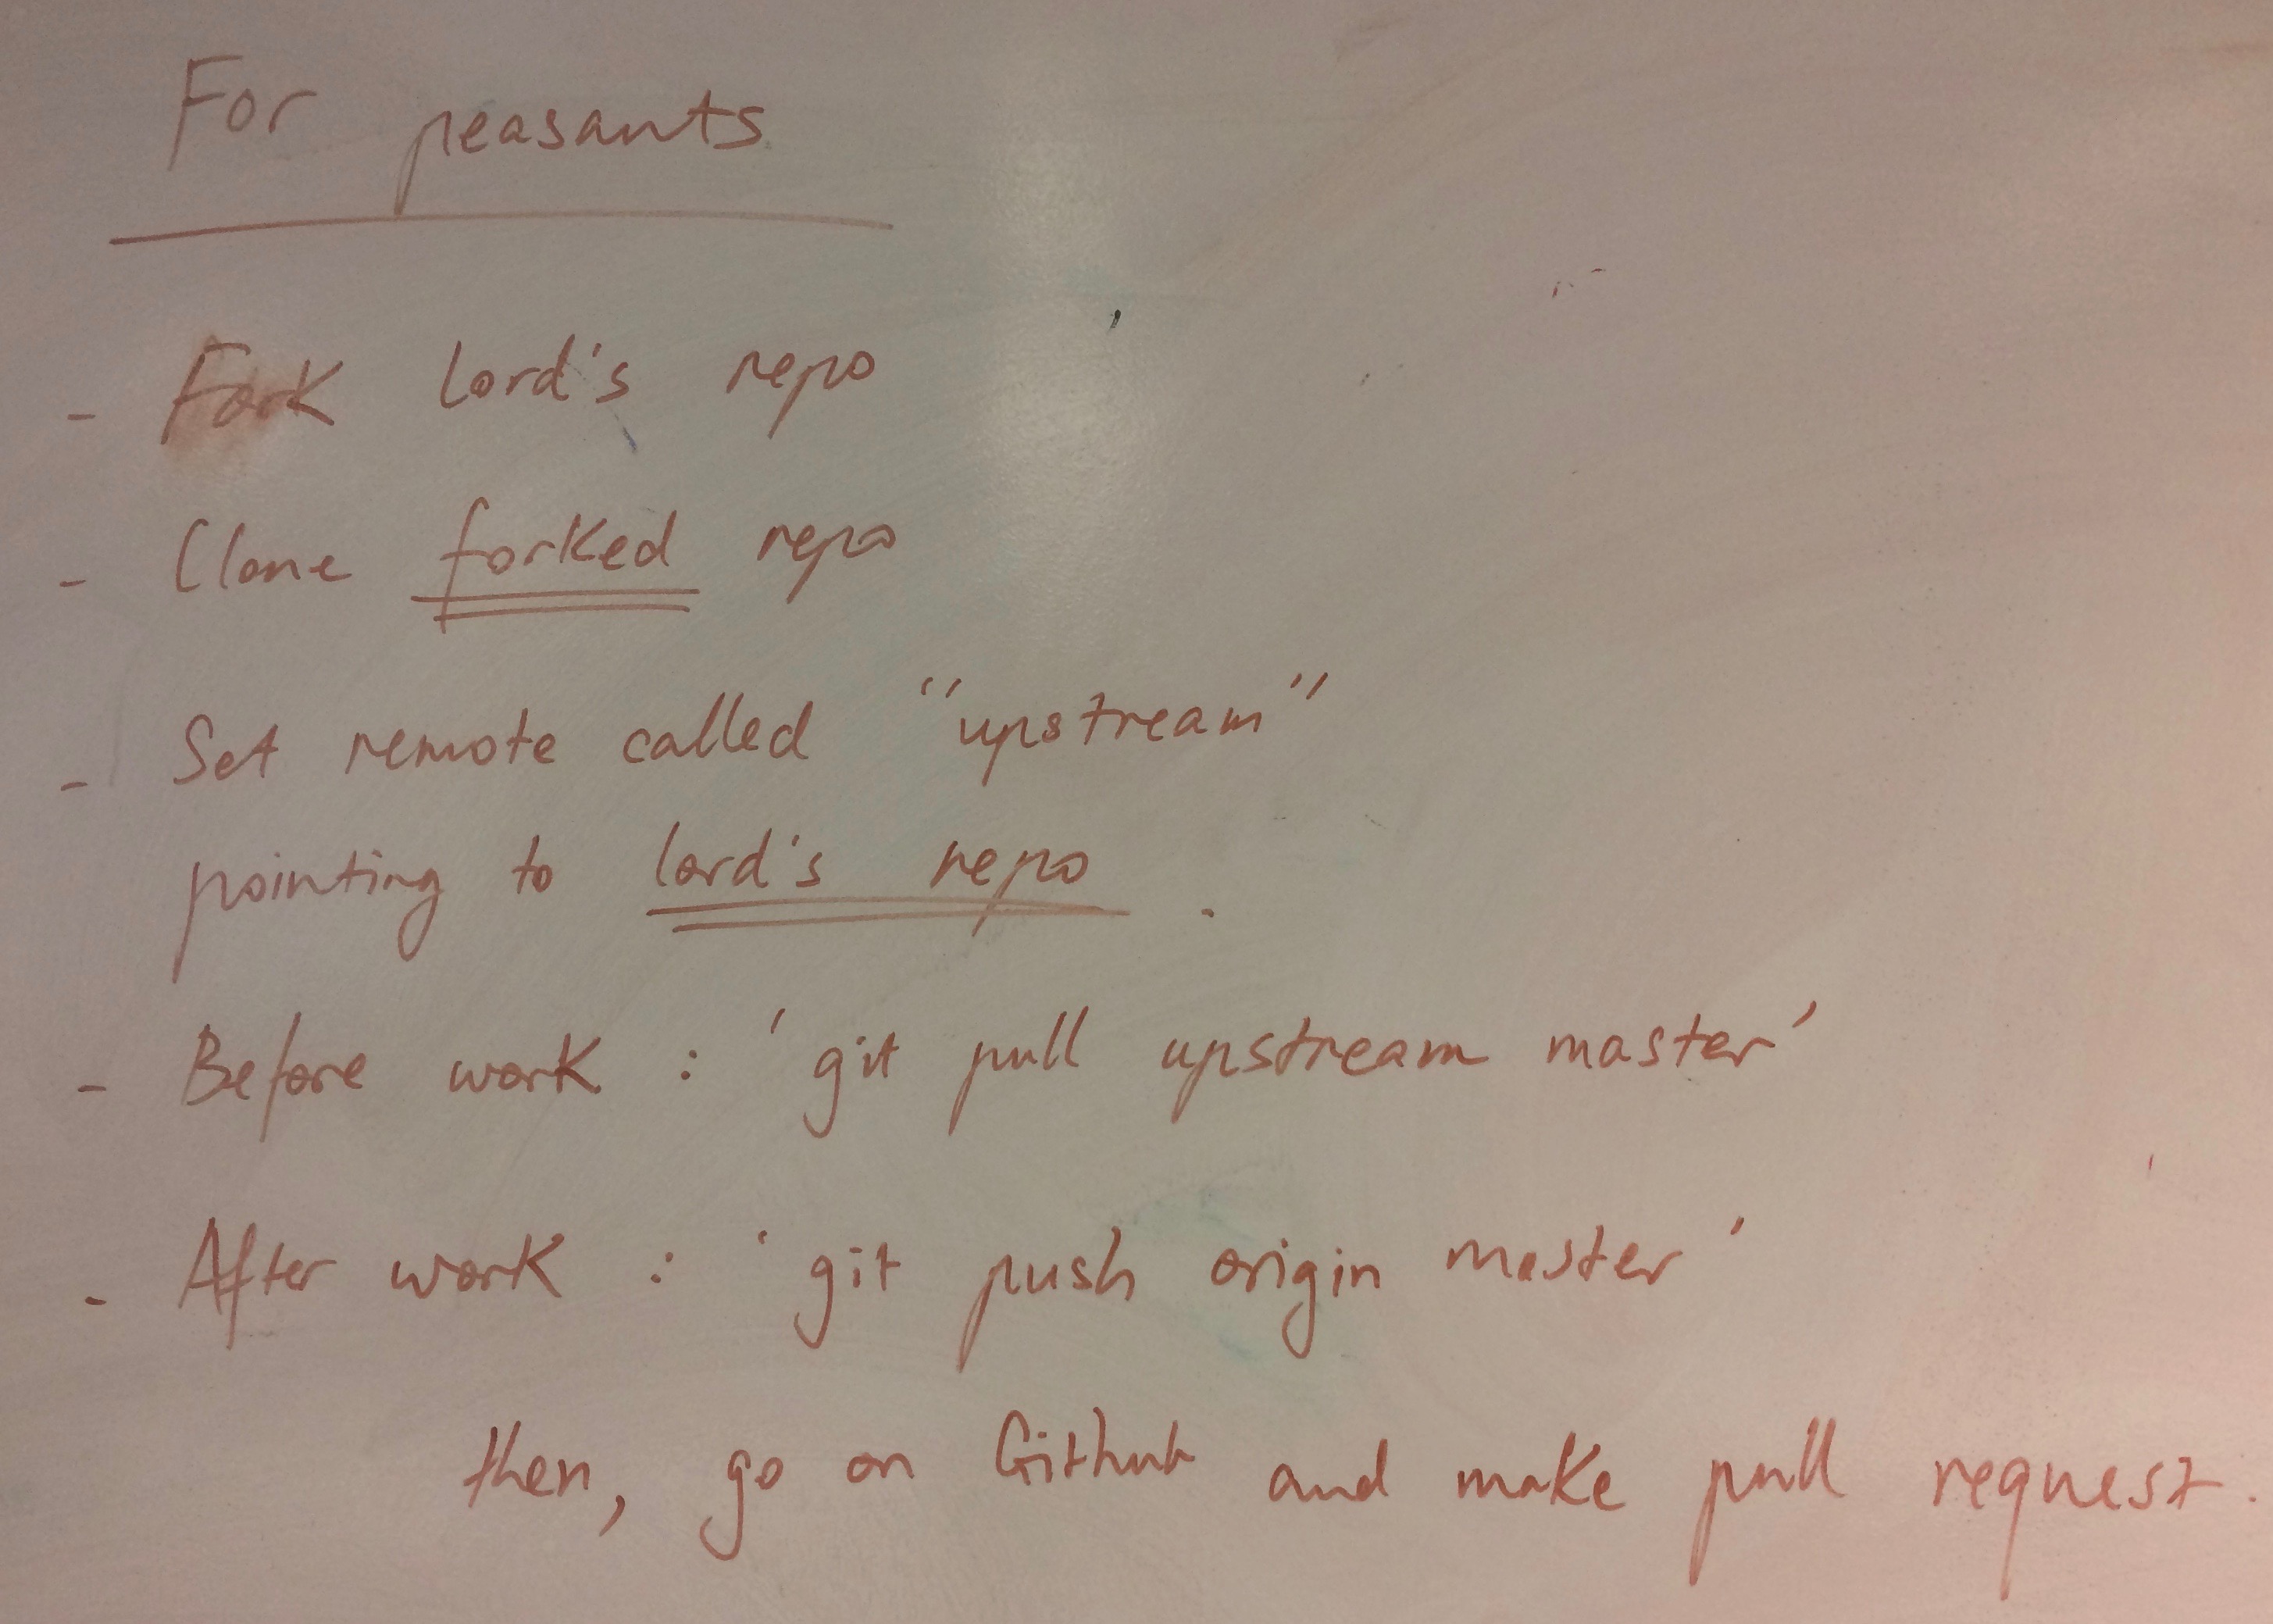 For peasants
- Fork lord's repo
- Clone forked repo
- Set remote called "upstream"
pointing to lord's repo.
- Before work : 'git pull upstream master'
- After work : 'git push origin master'
then, go on Github and make pull request.